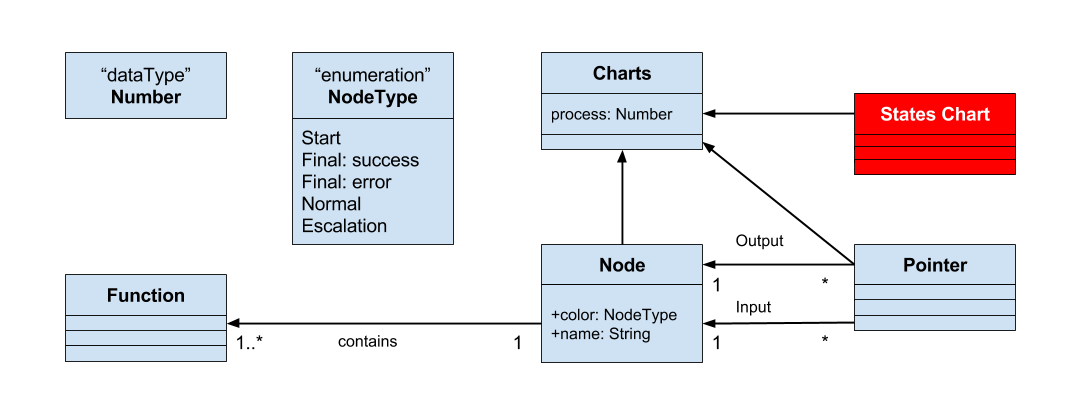 “dataType”
Number
“enumeration”
NodeType
Start
Final: success
Final: error
Normal
Escalation
Charts
process: Number
States Chart
Function
1..*
contains
1
Node
+color: NodeType
+name: String
Output
1
*
Input
1
*
Pointer